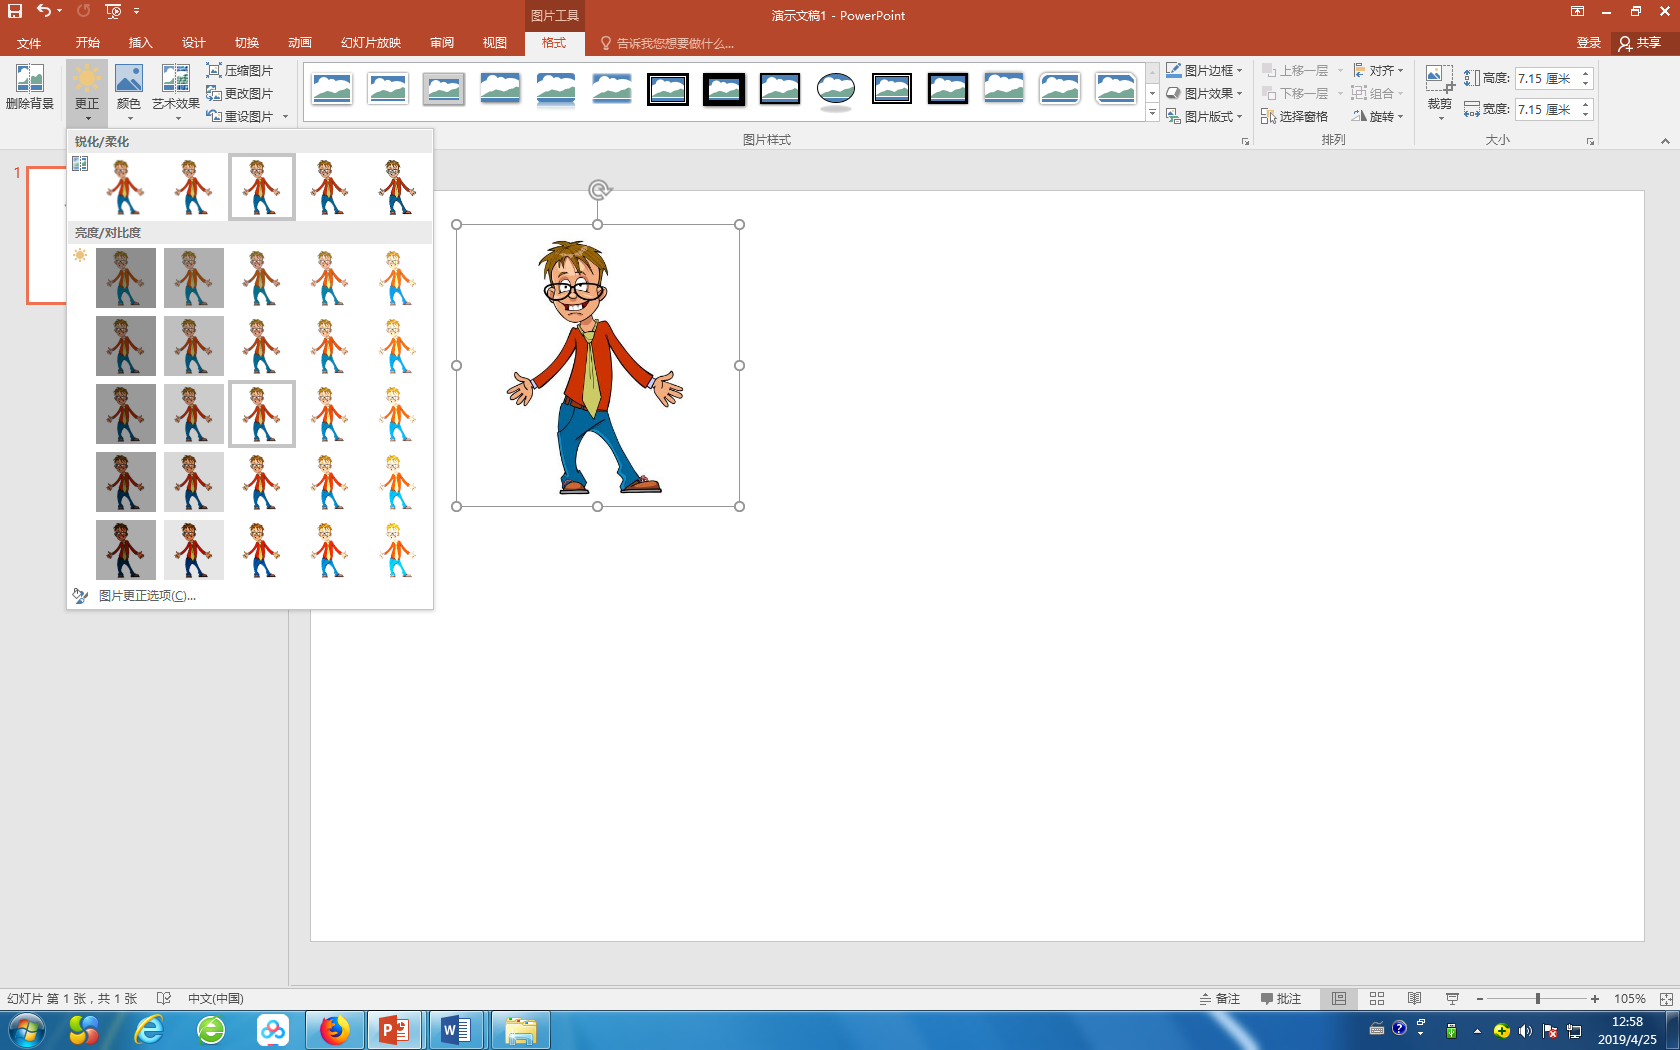 图片工具
演示文稿1 - PowerPoint
文件
开始
插入
设计
切换
动画
幻灯片放映
审阅
视图
格式
告诉我您想要做什么...
登录
共享
删除背景
更正
颜色
艺术效果
压缩图片
更改图片
重设图片
图片边框
图片效果
图片版式
上移一层
下移一层
选择窗格
对齐
组合
旋转
裁剪
高度: 7.15 厘米
宽度: 7.15 厘米
图片样式
排列
大小
锐化/柔化
亮度/对比度
图片更正选项(C)...
1
幻灯片 第 1 张，共 1 张
中文(中国)
备注
批注
105%
12:58
2019/4/25